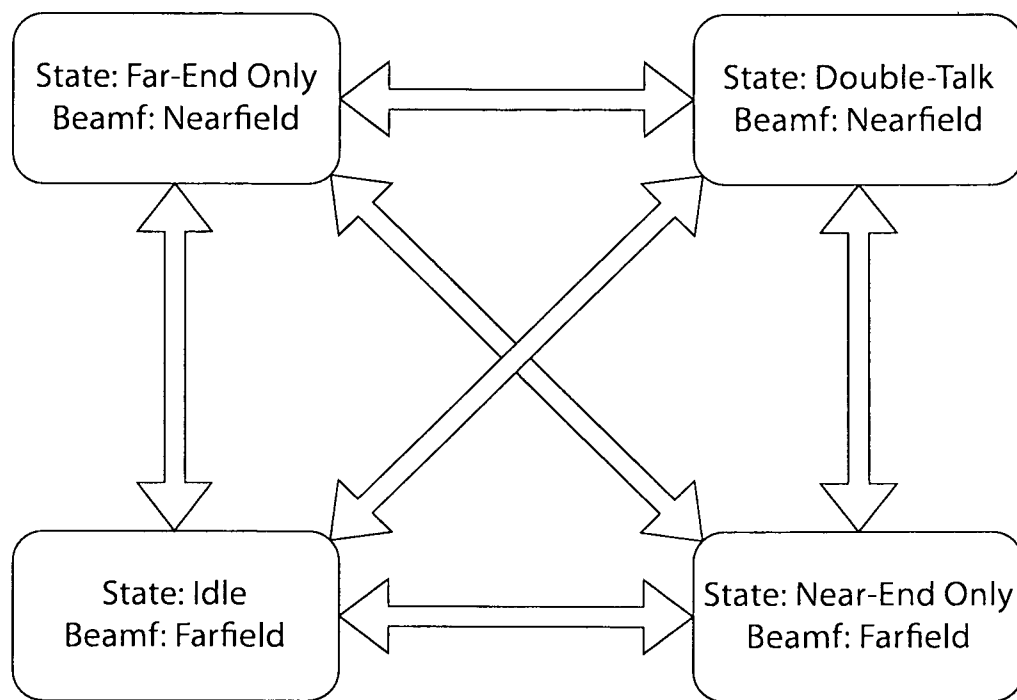 State: Far-End Only
Beamf: Nearfield
State: Double-Talk
Beamf: Nearfield
State: Idle
Beamf: Farfield
State: Near-End Only
Beamf: Farfield